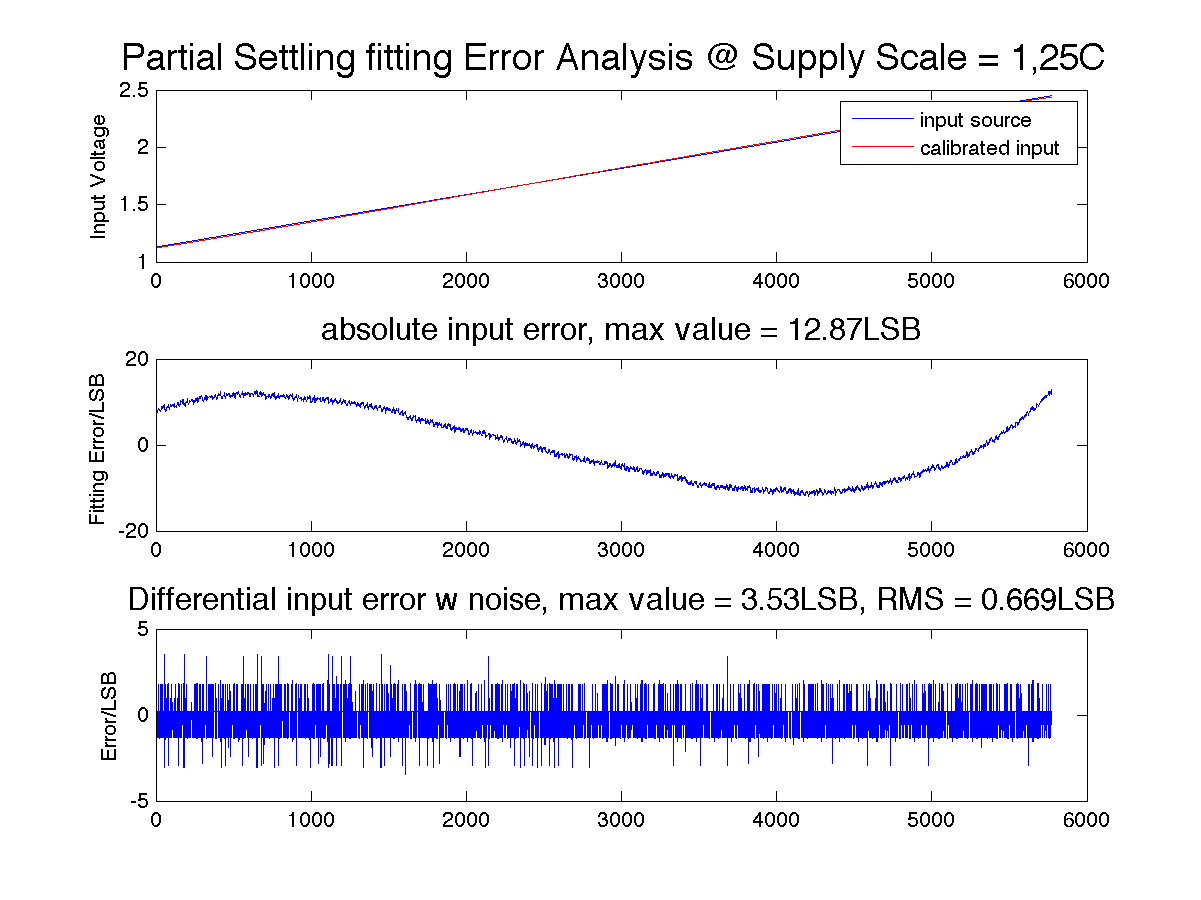 Partial Settling fitting Error Analysis @ Supply Scale = 1,25C
2.5
2
1.5
1
Input Voltage
input source
calibrated input
0 1000 2000 3000 4000 5000 6000
absolute input error, max value = 12.87LSB
20
0
-20
Fitting Error/LSB
0 1000 2000 3000 4000 5000 6000
Differential input error w noise, max value = 3.53LSB, RMS = 0.669LSB
5
0
-5
Error/LSB
0 1000 2000 3000 4000 5000 6000